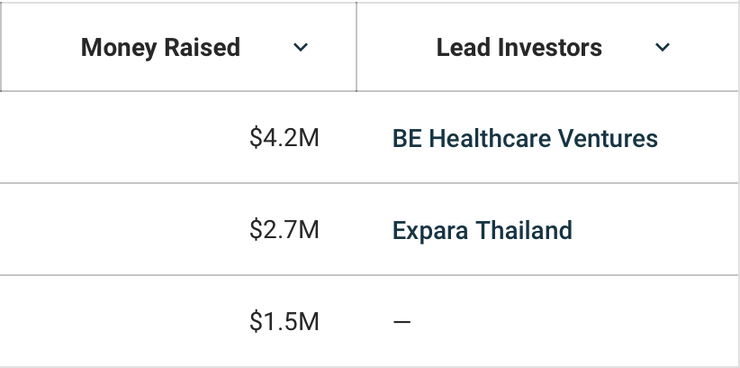 Money Raised Lead Investors
$4.2M BE Healthcare Ventures
$2.7M Expara Thailand
$1.5M —